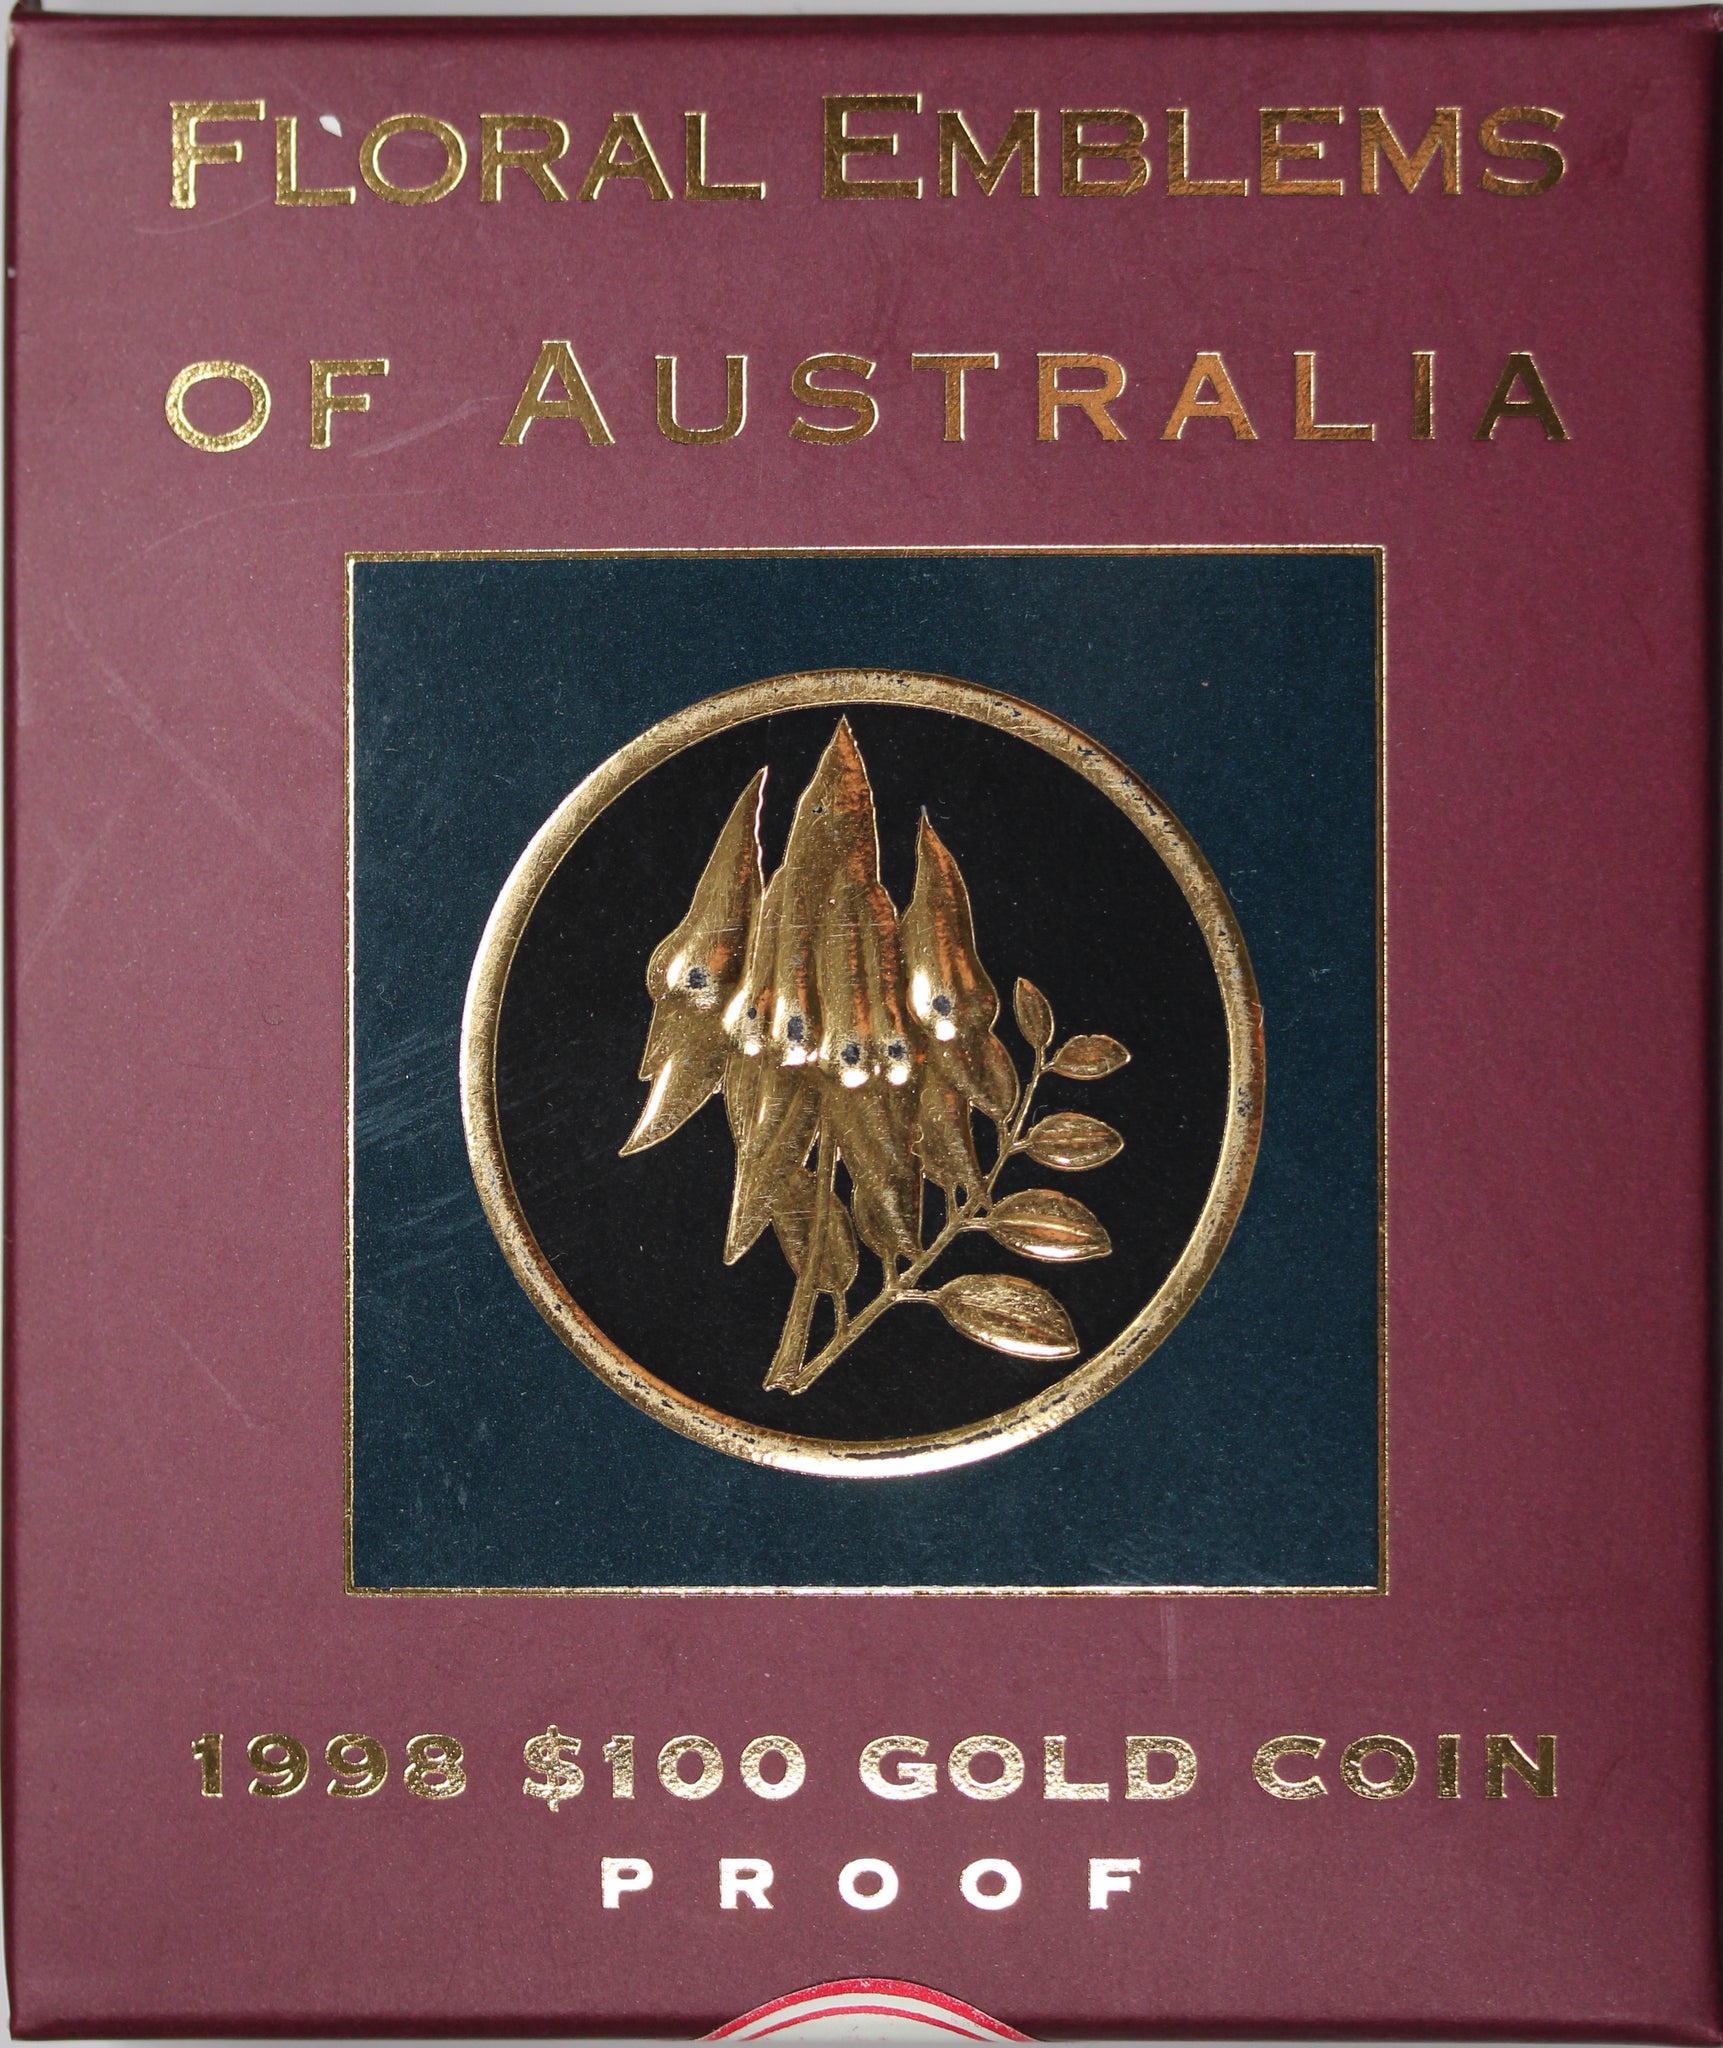 FLORAL EMBLEMS
OF AUSTRALIA
1998 $100 GOLD COIN
PROOF